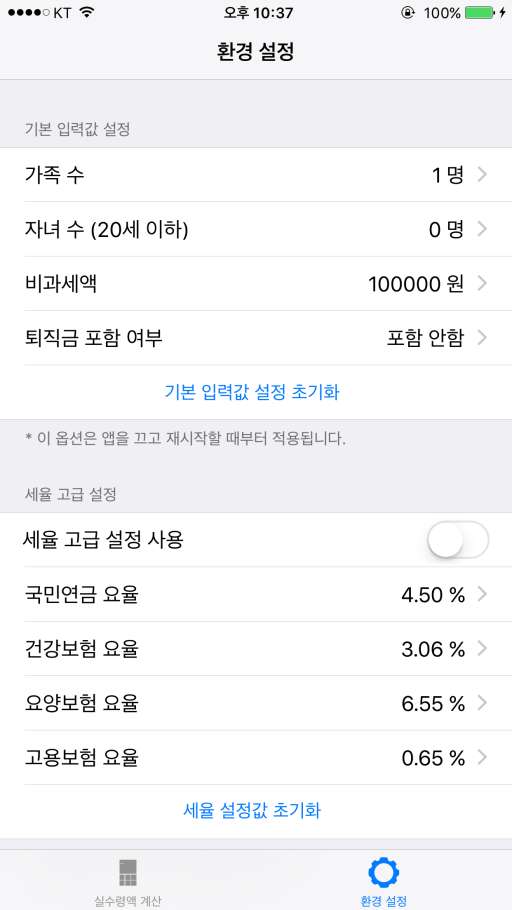 KT 오후 10:37 100%
환경 설정
기본 입력값 설정
가족 수 1 명
자녀 수 (20세 이하) 0 명
비과세액 100000 원
퇴직금 포함 여부 포함 안함
기본 입력값 설정 초기화
* 이 옵션은 앱을 끄고 재시작할 때부터 적용됩니다.
세율 고급 설정
세율 고급 설정 사용
국민연금 요율 4.50 %
건강보험 요율 3.06 %
요양보험 요율 6.55 %
고용보험 요율 0.65 %
세율 설정값 초기화
실수령액 계산 환경 설정